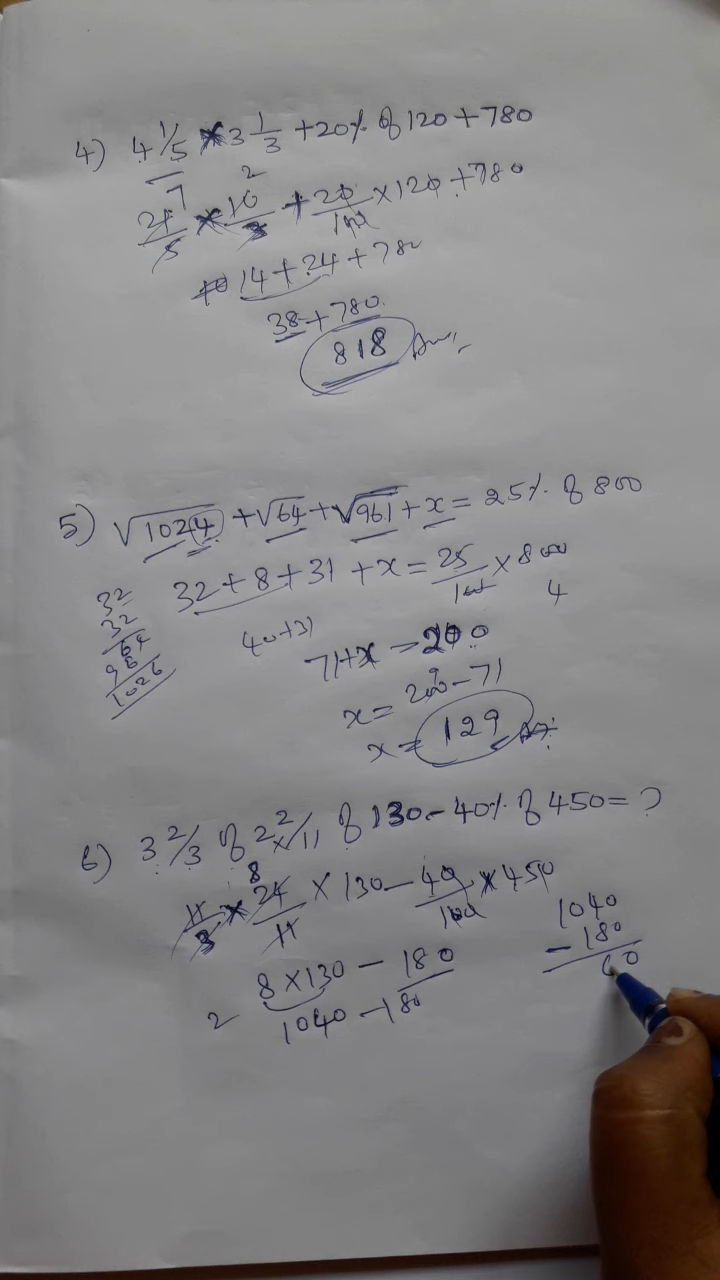 4) 4 1/5 × 3 1/3 + 20% of 120 + 780
7 2
21/5 × 10/3 + 20/100 × 120 + 780
14 + 24 + 780
38 + 780
818 Ans
5) √1024 + √64 + √961 + x = 25% of 800
32 + 8 + 31 + x = 25/100 × 800
32
32
64
96
1026
40+31
4
71+x = 200
x = 200 - 71
x = 129
6) 3 2/3 of 2 2/11 of 130 - 40% of 450 = ?
8
11/3 × 24/11 × 130 - 40/100 × 450
8 × 130 - 180
1040 - 180
1040
- 180
60